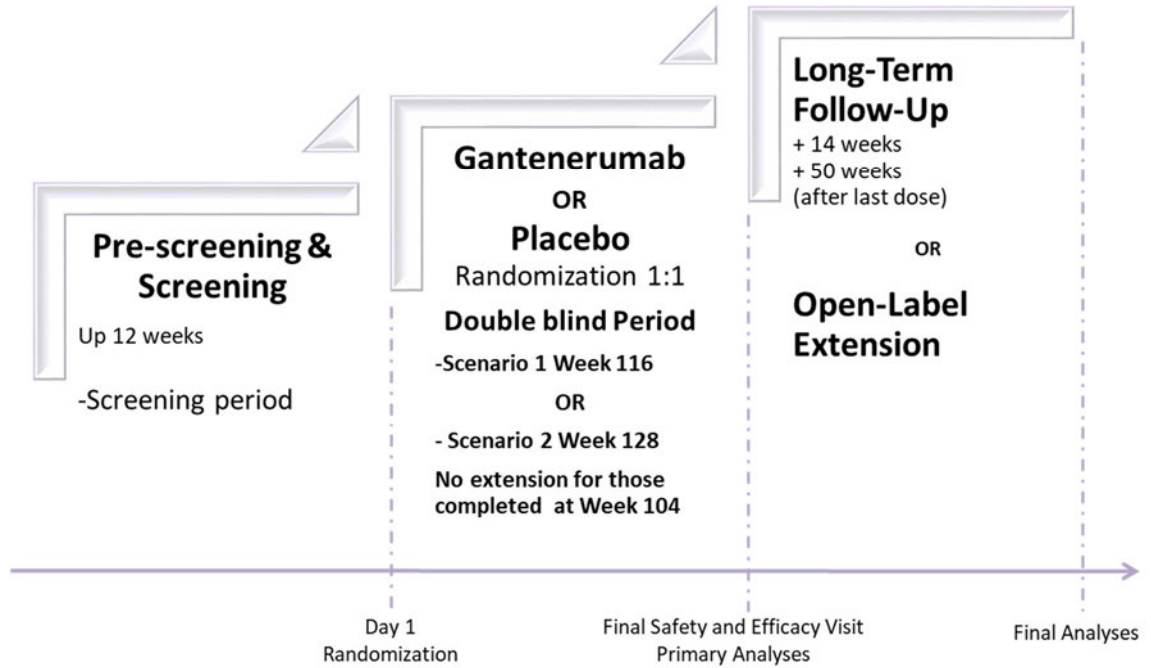 Pre-screening &
Screening
Up 12 weeks
-Screening period
Gantenerumab
OR
Placebo
Randomization 1:1
Double blind Period
-Scenario 1 Week 116
OR
- Scenario 2 Week 128
No extension for those
completed at Week 104
Long-Term
Follow-Up
+ 14 weeks
+ 50 weeks
(after last dose)
OR
Open-Label
Extension
Day 1
Randomization
Final Safety and Efficacy Visit
Primary Analyses
Final Analyses